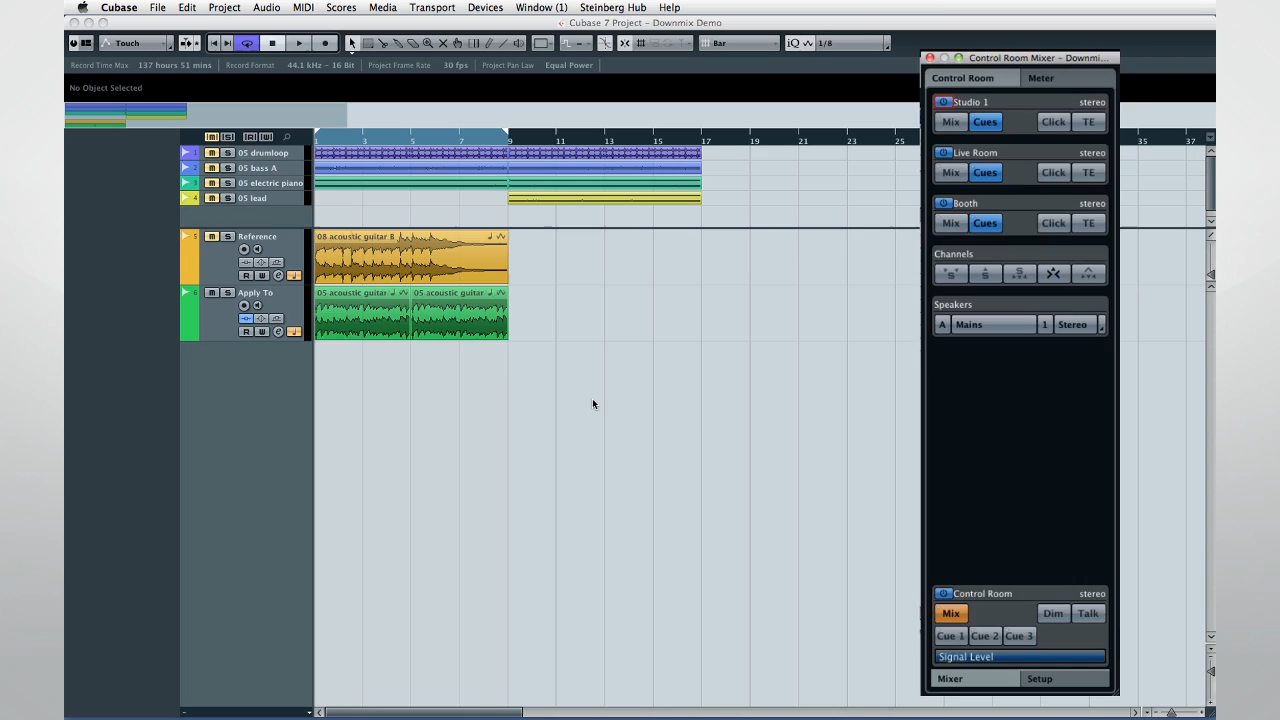 Cubase File Edit Project Audio MIDI Scores Media Transport Devices Window (1) Steinberg Hub Help
Cubase 7 Project - Downmix Demo
Touch Bar iQ 1/8
Record Time Max 137 hours 51 mins Record Format 44.1 kHz - 16 Bit Project Frame Rate 30 fps Project Pan Law Equal Power
No Object Selected
1 3 5 7 9 11 13 15 17 19 21 23 25 35 37
1 M S 05 drumloop
2 M S 05 bass A
3 M S 05 electric piano
4 M S 05 lead
5 M S Reference
R W e
08 acoustic guitar B
6 M S Apply To
R W e
05 acoustic guitar 05 acoustic guitar
Control Room Mixer - Downmi...
Control Room Meter
Studio 1 stereo
Mix Cues Click TE
Live Room stereo
Mix Cues Click TE
Booth stereo
Mix Cues Click TE
Channels
Speakers
A Mains 1 Stereo
Control Room stereo
Mix Dim Talk
Cue 1 Cue 2 Cue 3
Signal Level
Mixer Setup